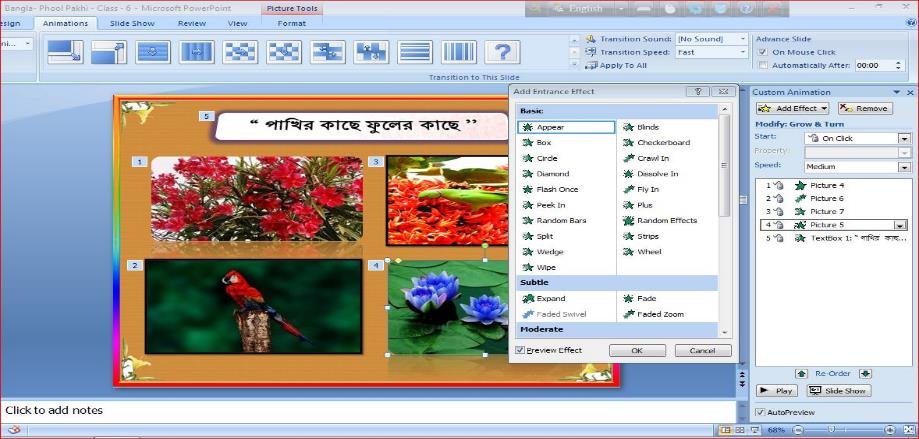 Bangla- Phool Pakhi - Class - 6 - Microsoft PowerPoint
Picture Tools
English
Animations Slide Show Review View Format
Transition Sound: [No Sound]
Transition Speed: Fast
Apply To All
Advance Slide
On Mouse Click
Automatically After: 00:00
Transition to This Slide
5
“ পাখির কাছে ফুলের কাছে ’’
1
3
2
4
Add Entrance Effect
Basic
Appear Blinds
Box Checkerboard
Circle Crawl In
Diamond Dissolve In
Flash Once Fly In
Peek In Plus
Random Bars Random Effects
Split Strips
Wedge Wheel
Wipe
Subtle
Expand Fade
Faded Swivel Faded Zoom
Moderate
Preview Effect OK Cancel
Custom Animation
Add Effect Remove
Modify: Grow & Turn
Start: On Click
Property:
Speed: Medium
1 Picture 4
2 Picture 6
3 Picture 7
4 Picture 5
5 TextBox 1: “ পাখির কাছে...
Re-Order
Play Slide Show
AutoPreview
Click to add notes
68%